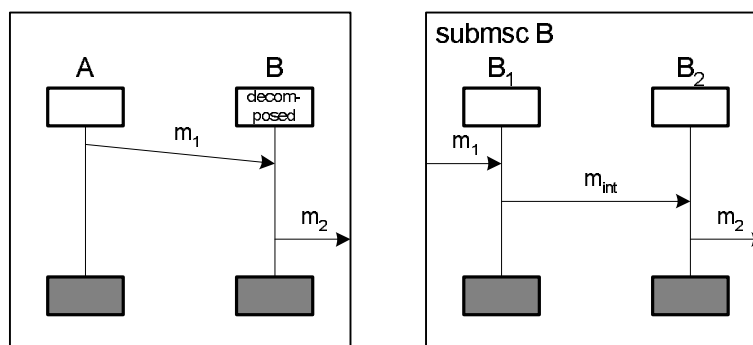 A B
decom-
posed
m₁
m₂
submsc B
B₁ B₂
m₁
mᵢₙₜ
m₂